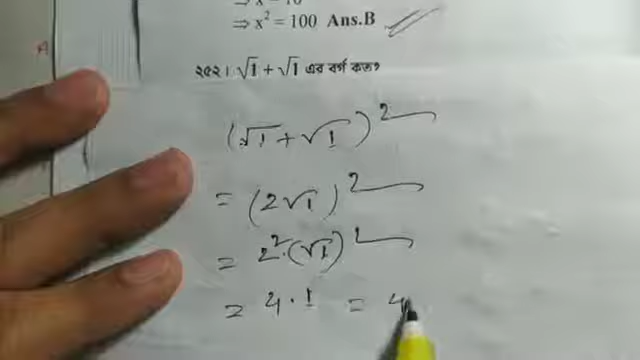 ⇒ x = 10
⇒ x² = 100 Ans.B
২৫২। √1 + √1 এর বর্গ কত?
(√1 + √1)²
= (2√1)²
= 2².(√1)²
= 4 · 1 = 4